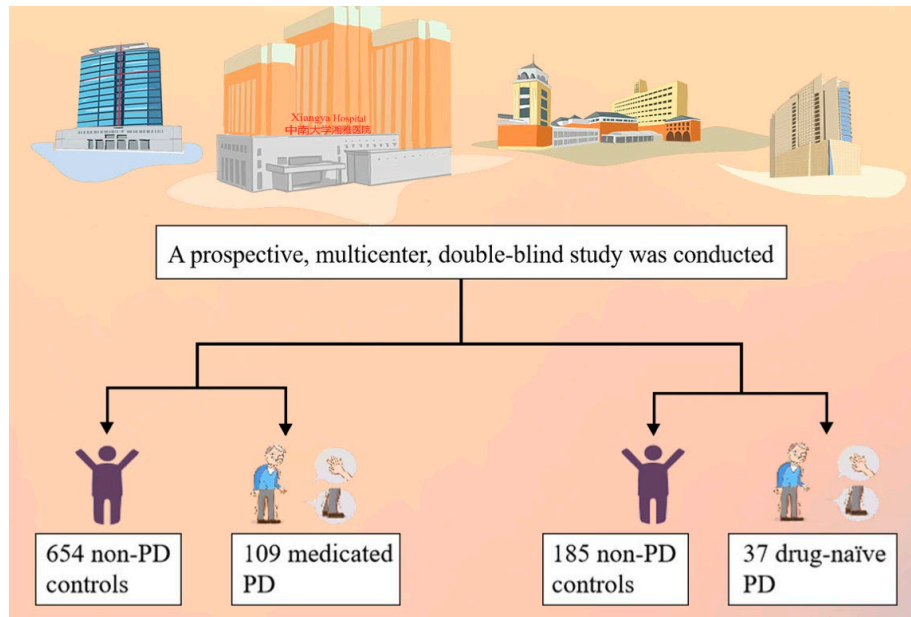 Xiangya Hospital
中南大学湘雅医院
A prospective, multicenter, double-blind study was conducted
654 non-PD
controls
109 medicated
PD
185 non-PD
controls
37 drug-naïve
PD